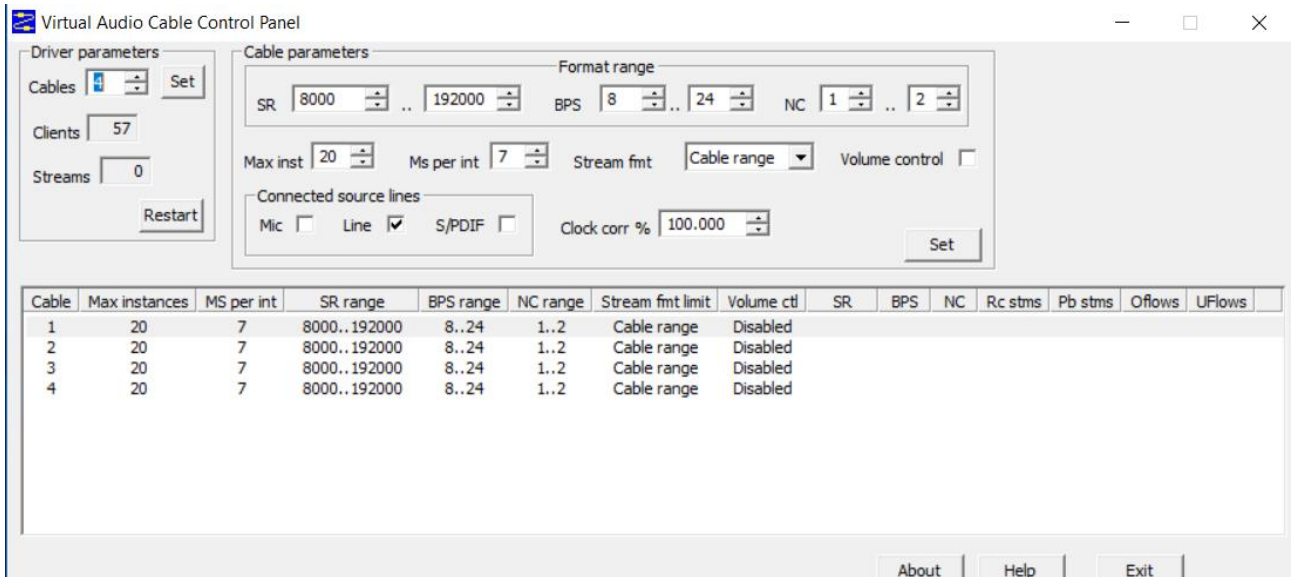 Virtual Audio Cable Control Panel
Driver parameters
Cables 4 Set
Clients 57
Streams 0
Restart
Cable parameters
Format range
SR 8000 .. 192000 BPS 8 .. 24 NC 1 .. 2
Max inst 20 Ms per int 7 Stream fmt Cable range Volume control
Connected source lines
Mic Line S/PDIF Clock corr % 100.000
Set
Cable Max instances MS per int SR range BPS range NC range Stream fmt limit Volume ctl SR BPS NC Rc stms Pb stms Oflows UFlows
1 20 7 8000..192000 8..24 1..2 Cable range Disabled
2 20 7 8000..192000 8..24 1..2 Cable range Disabled
3 20 7 8000..192000 8..24 1..2 Cable range Disabled
4 20 7 8000..192000 8..24 1..2 Cable range Disabled
About Help Exit